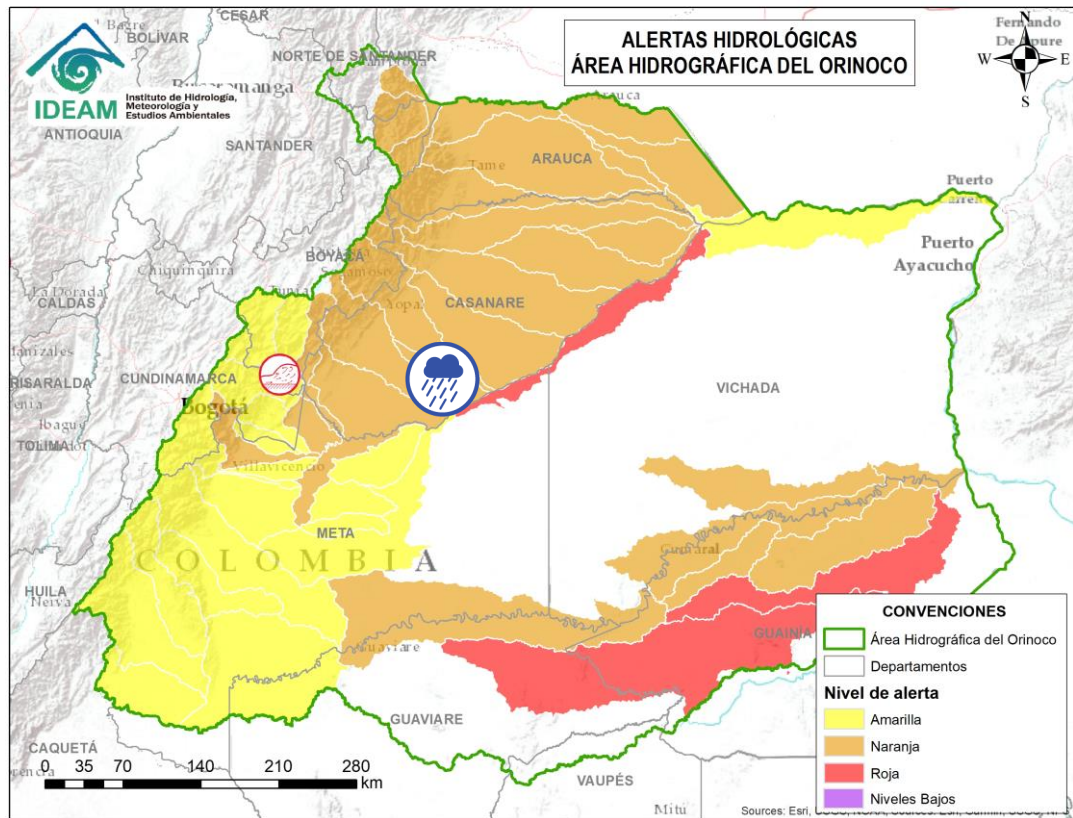 CESAR
BOLÍVAR
NORTE DE SANTANDER
ALERTAS HIDROLÓGICAS
ÁREA HIDROGRÁFICA DEL ORINOCO
Fernando
De Apure
N
W
E
S
IDEAM
Instituto de Hidrología,
Meteorología y
Estudios Ambientales
ANTIOQUIA
SANTANDER
Arauca
ARAUCA
Tame
Puerto
Puerto
Ayacucho
BOYACÁ
Chiquinquira
La Dorada
CALDAS
Yopal
CASANARE
CUNDINAMARCA
RISARALDA
VICHADA
Bogotá
Ibague
TOLIMA
Villavicencio
META
COLOMBIA
HUILA
Neiva
GUAINÍA
GUAVIARE
CAQUETÁ
VAUPÉS
Mitú
0 35 70 140 210 280
km
CONVENCIONES
Área Hidrográfica del Orinoco
Departamentos
Nivel de alerta
Amarilla
Naranja
Roja
Niveles Bajos